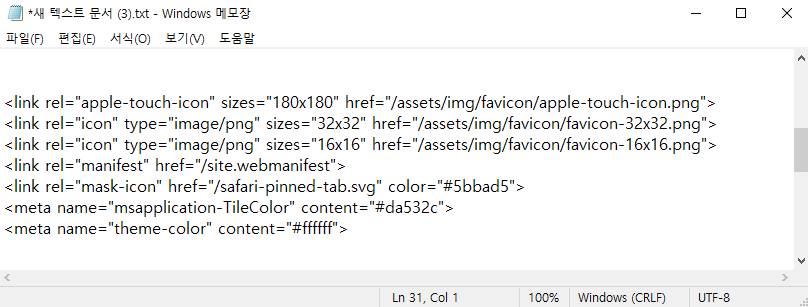 *새 텍스트 문서 (3).txt - Windows 메모장
파일(F) 편집(E) 서식(O) 보기(V) 도움말
<link rel="apple-touch-icon" sizes="180x180" href="/assets/img/favicon/apple-touch-icon.png">
<link rel="icon" type="image/png" sizes="32x32" href="/assets/img/favicon/favicon-32x32.png">
<link rel="icon" type="image/png" sizes="16x16" href="/assets/img/favicon/favicon-16x16.png">
<link rel="manifest" href="/site.webmanifest">
<link rel="mask-icon" href="/safari-pinned-tab.svg" color="#5bbad5">
<meta name="msapplication-TileColor" content="#da532c">
<meta name="theme-color" content="#ffffff">
Ln 31, Col 1 100% Windows (CRLF) UTF-8